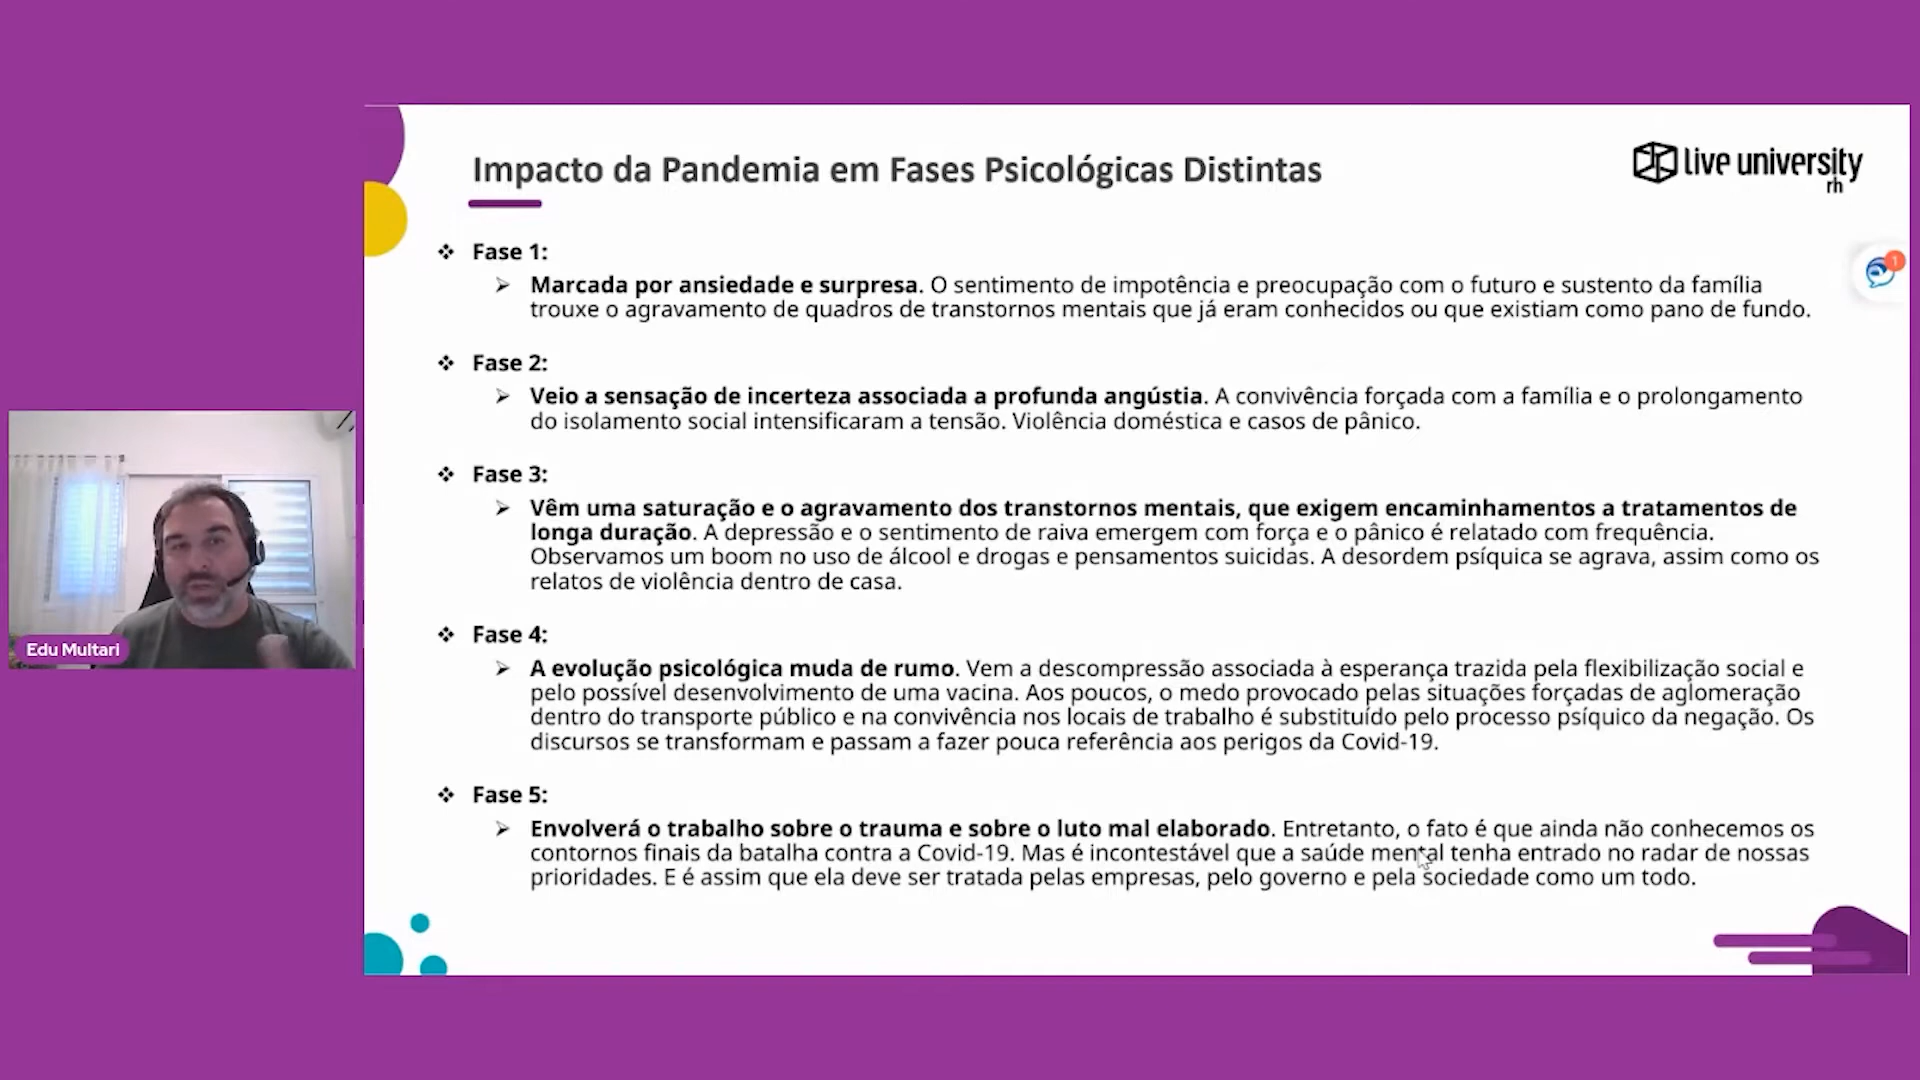 Impacto da Pandemia em Fases Psicológicas Distintas
live university
rh
❖ Fase 1:
➢ Marcada por ansiedade e surpresa. O sentimento de impotência e preocupação com o futuro e sustento da família
trouxe o agravamento de quadros de transtornos mentais que já eram conhecidos ou que existiam como pano de fundo.
1
❖ Fase 2:
➢ Veio a sensação de incerteza associada a profunda angústia. A convivência forçada com a família e o prolongamento
do isolamento social intensificaram a tensão. Violência doméstica e casos de pânico.
❖ Fase 3:
➢ Vêm uma saturação e o agravamento dos transtornos mentais, que exigem encaminhamentos a tratamentos de
longa duração. A depressão e o sentimento de raiva emergem com força e o pânico é relatado com frequência.
Observamos um boom no uso de álcool e drogas e pensamentos suicidas. A desordem psíquica se agrava, assim como os
relatos de violência dentro de casa.
❖ Fase 4:
➢ A evolução psicológica muda de rumo. Vem a descompressão associada à esperança trazida pela flexibilização social e
pelo possível desenvolvimento de uma vacina. Aos poucos, o medo provocado pelas situações forçadas de aglomeração
dentro do transporte público e na convivência nos locais de trabalho é substituído pelo processo psíquico da negação. Os
discursos se transformam e passam a fazer pouca referência aos perigos da Covid-19.
❖ Fase 5:
➢ Envolverá o trabalho sobre o trauma e sobre o luto mal elaborado. Entretanto, o fato é que ainda não conhecemos os
contornos finais da batalha contra a Covid-19. Mas é incontestável que a saúde mental tenha entrado no radar de nossas
prioridades. E é assim que ela deve ser tratada pelas empresas, pelo governo e pela sociedade como um todo.
Edu Multari